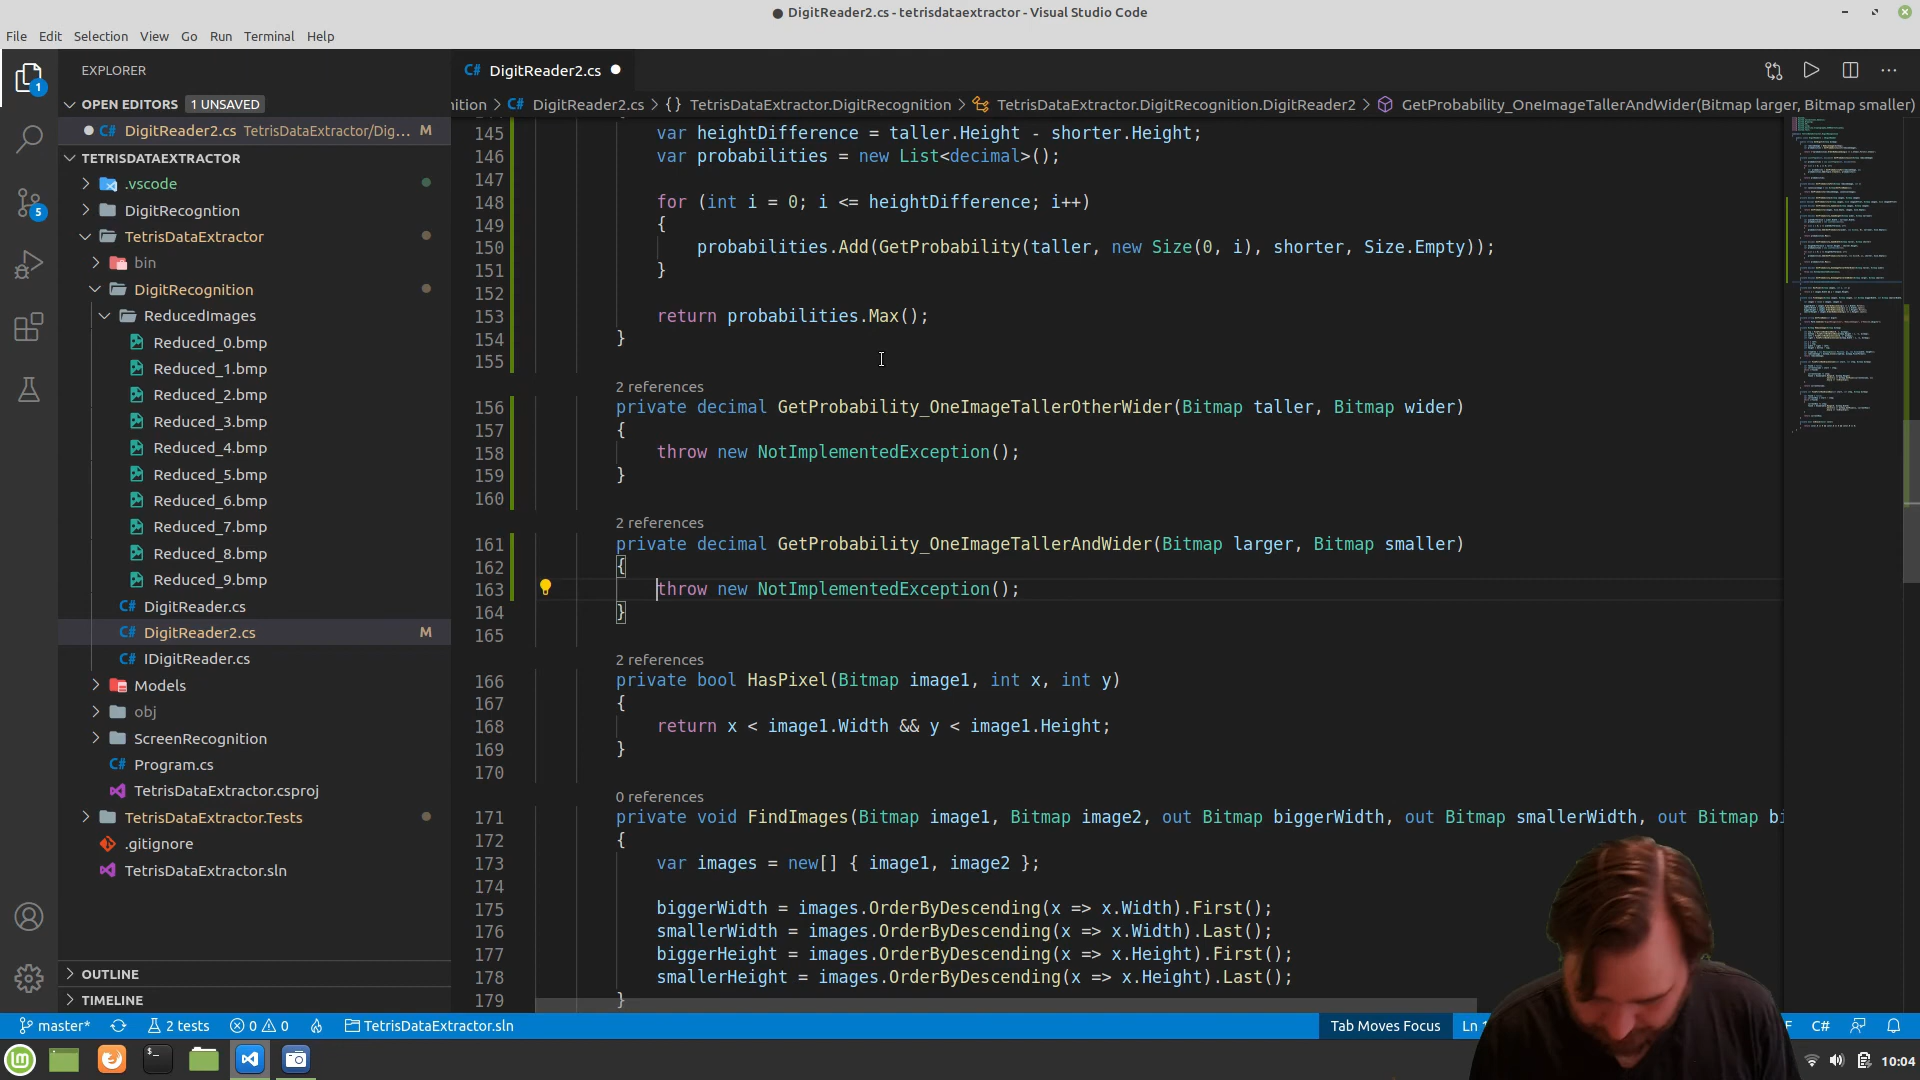 DigitReader2.cs - tetrisdataextractor - Visual Studio Code
File Edit Selection View Go Run Terminal Help
EXPLORER
OPEN EDITORS 1 UNSAVED
DigitReader2.cs TetrisDataExtractor/Dig... M
TETRISDATAEXTRACTOR
.vscode
DigitRecogntion
TetrisDataExtractor
bin
DigitRecognition
ReducedImages
Reduced_0.bmp
Reduced_1.bmp
Reduced_2.bmp
Reduced_3.bmp
Reduced_4.bmp
Reduced_5.bmp
Reduced_6.bmp
Reduced_7.bmp
Reduced_8.bmp
Reduced_9.bmp
DigitReader.cs
DigitReader2.cs M
IDigitReader.cs
Models
obj
ScreenRecognition
Program.cs
TetrisDataExtractor.csproj
TetrisDataExtractor.Tests
.gitignore
TetrisDataExtractor.sln
OUTLINE
TIMELINE
1
5
DigitReader2.cs
nition > DigitReader2.cs > {} TetrisDataExtractor.DigitRecognition > TetrisDataExtractor.DigitRecognition.DigitReader2 > GetProbability_OneImageTallerAndWider(Bitmap larger, Bitmap smaller)
145 var heightDifference = taller.Height - shorter.Height;
146 var probabilities = new List<decimal>();
147
148 for (int i = 0; i <= heightDifference; i++)
149 {
150 probabilities.Add(GetProbability(taller, new Size(0, i), shorter, Size.Empty));
151 }
152
153 return probabilities.Max();
154 }
155
2 references
156 private decimal GetProbability_OneImageTallerOtherWider(Bitmap taller, Bitmap wider)
157 {
158 throw new NotImplementedException();
159 }
160
2 references
161 private decimal GetProbability_OneImageTallerAndWider(Bitmap larger, Bitmap smaller)
162 {
163 throw new NotImplementedException();
164 }
165
2 references
166 private bool HasPixel(Bitmap image1, int x, int y)
167 {
168 return x < image1.Width && y < image1.Height;
169 }
170
0 references
171 private void FindImages(Bitmap image1, Bitmap image2, out Bitmap biggerWidth, out Bitmap smallerWidth, out Bitmap bi
172 {
173 var images = new[] { image1, image2 };
174
175 biggerWidth = images.OrderByDescending(x => x.Width).First();
176 smallerWidth = images.OrderByDescending(x => x.Width).Last();
177 biggerHeight = images.OrderByDescending(x => x.Height).First();
178 smallerHeight = images.OrderByDescending(x => x.Height).Last();
179 }
master* 2 tests 0 0 TetrisDataExtractor.sln Tab Moves Focus C#
10:04